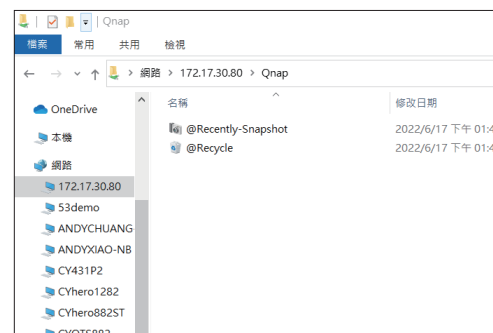 Qnap
檔案 常用 共用 檢視
網路 > 172.17.30.80 > Qnap
OneDrive
本機
網路
172.17.30.80
53demo
ANDYCHUANG
ANDYXIAO-NB
CY431P2
CYhero1282
CYhero882ST
名稱 修改日期
@Recently-Snapshot 2022/6/17 下午 01:4
@Recycle 2022/6/17 下午 01:4